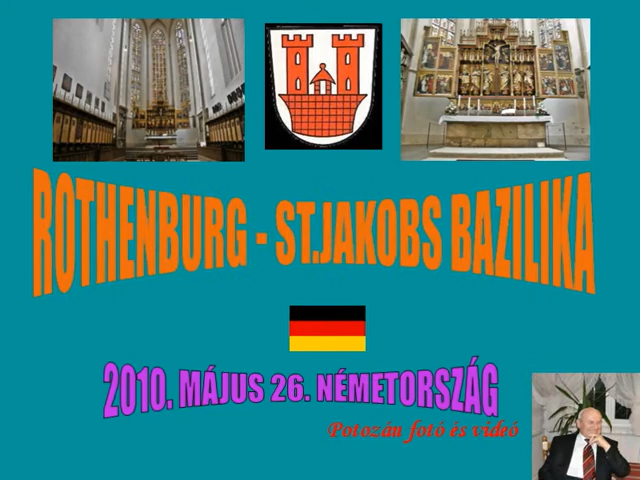 ROTHENBURG - ST.JAKOBS BAZILIKA
2010. MÁJUS 26. NÉMETORSZÁG
Potozán fotó és videó